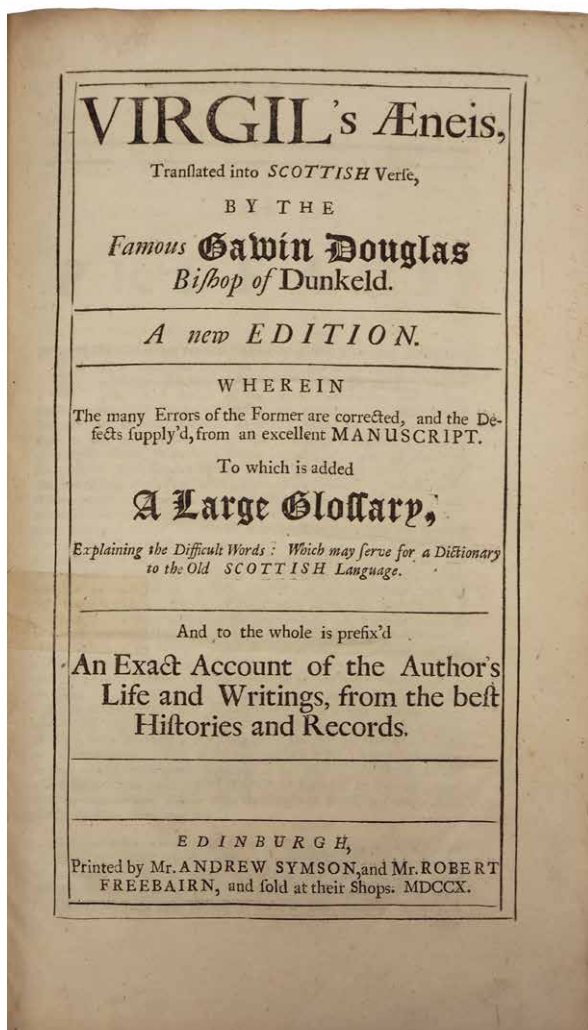 VIRGIL's Æneis,
Tranſlated into SCOTTISH Verſe,
BY THE
Famous Gawin Douglas
Biſhop of Dunkeld.
A new EDITION.
WHEREIN
The many Errors of the Former are corrected, and the De-
fects ſupply'd, from an excellent MANUSCRIPT.
To which is added
A Large Gloſſary,
Explaining the Difficult Words: Which may ſerve for a Dictionary
to the Old SCOTTISH Language.
And to the whole is prefix'd
An Exact Account of the Author's
Life and Writings, from the beſt
Hiſtories and Records.
EDINBURGH,
Printed by Mr. ANDREW SYMSON, and Mr. ROBERT
FREEBAIRN, and ſold at their Shops. MDCCX.